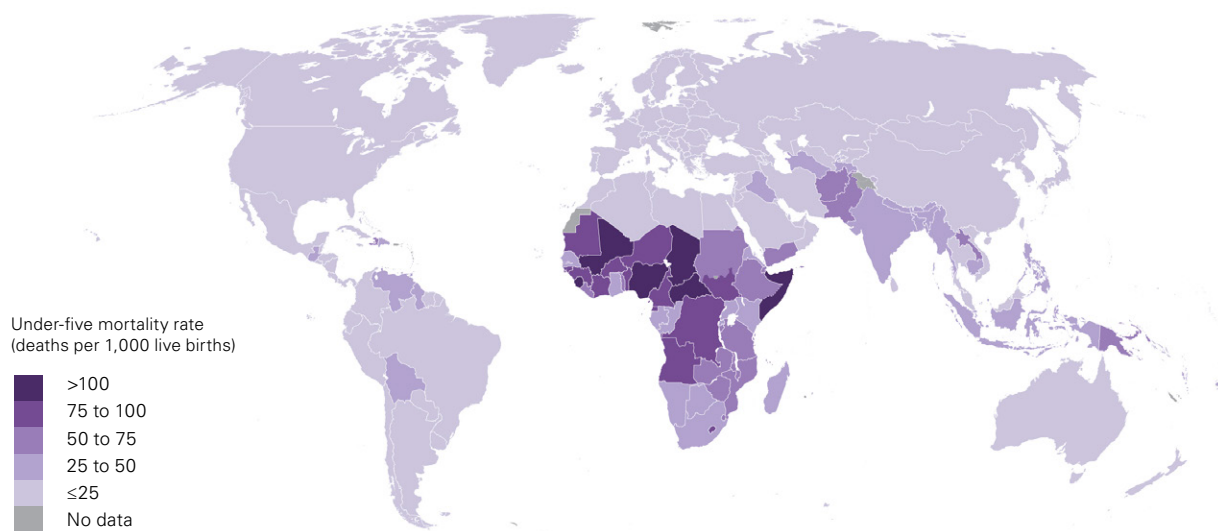 Under-five mortality rate
(deaths per 1,000 live births)
>100
75 to 100
50 to 75
25 to 50
≤25
No data